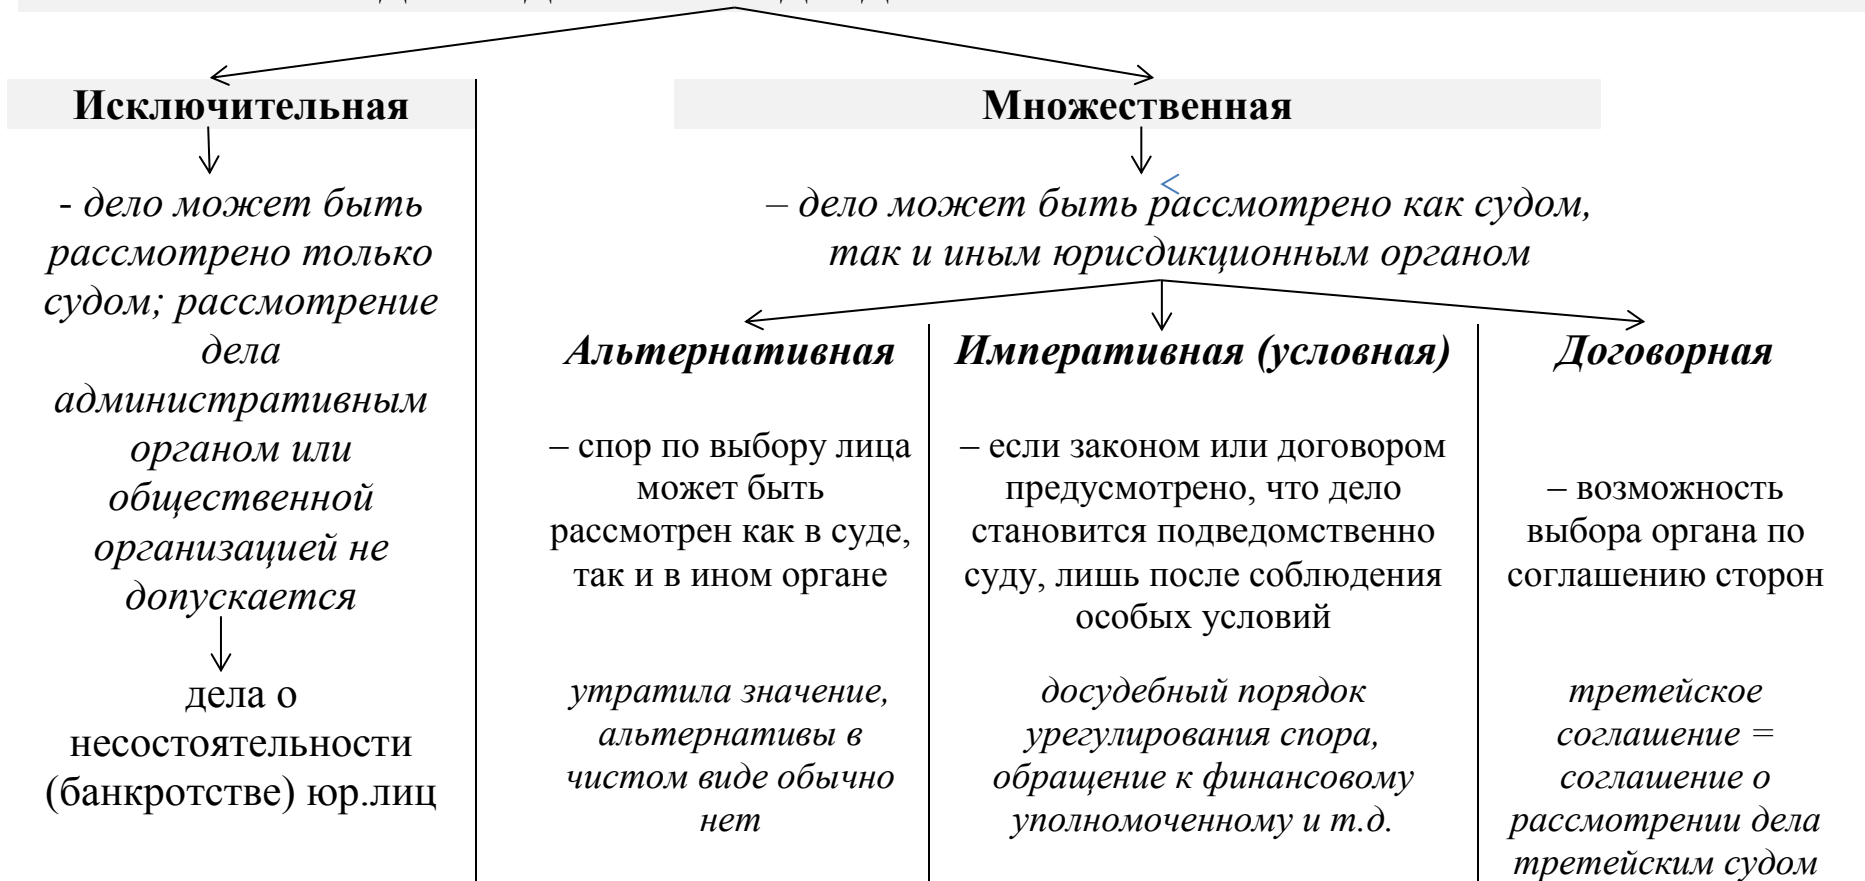 Исключительная
- дело может быть
рассмотрено только
судом; рассмотрение
дела
административным
органом или
общественной
организацией не
допускается
дела о
несостоятельности
(банкротстве) юр.лиц
Множественная
– дело может быть рассмотрено как судом,
так и иным юрисдикционным органом
Альтернативная
– спор по выбору лица
может быть
рассмотрен как в суде,
так и в ином органе
утратила значение,
альтернативы в
чистом виде обычно
нет
Императивная (условная)
– если законом или договором
предусмотрено, что дело
становится подведомственно
суду, лишь после соблюдения
особых условий
досудебный порядок
урегулирования спора,
обращение к финансовому
уполномоченному и т.д.
Договорная
– возможность
выбора органа по
соглашению сторон
третейское
соглашение =
соглашение о
рассмотрении дела
третейским судом